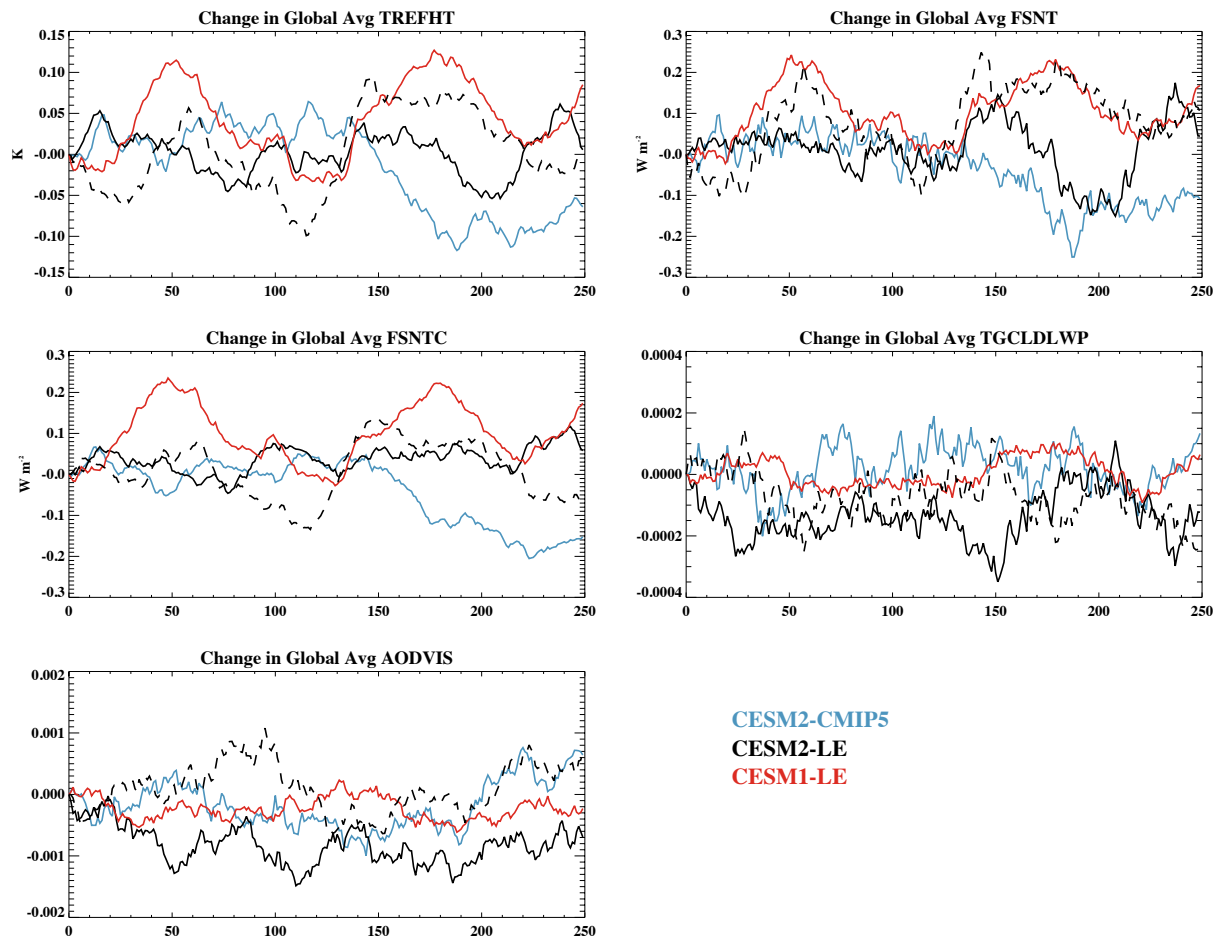 Change in Global Avg TREFHT
0.15
0.10
0.05
-0.00
-0.05
-0.10
-0.15
K
0 50 100 150 200 250
Change in Global Avg FSNT
0.3
0.2
0.1
-0.0
-0.1
-0.2
-0.3
W m-2
0 50 100 150 200 250
Change in Global Avg FSNTC
0.3
0.2
0.1
-0.0
-0.1
-0.2
-0.3
W m-2
0 50 100 150 200 250
Change in Global Avg TGCLDLWP
0.0004
0.0002
0.0000
-0.0002
-0.0004
0 50 100 150 200 250
Change in Global Avg AODVIS
0.002
0.001
0.000
-0.001
-0.002
0 50 100 150 200 250
CESM2-CMIP5
CESM2-LE
CESM1-LE